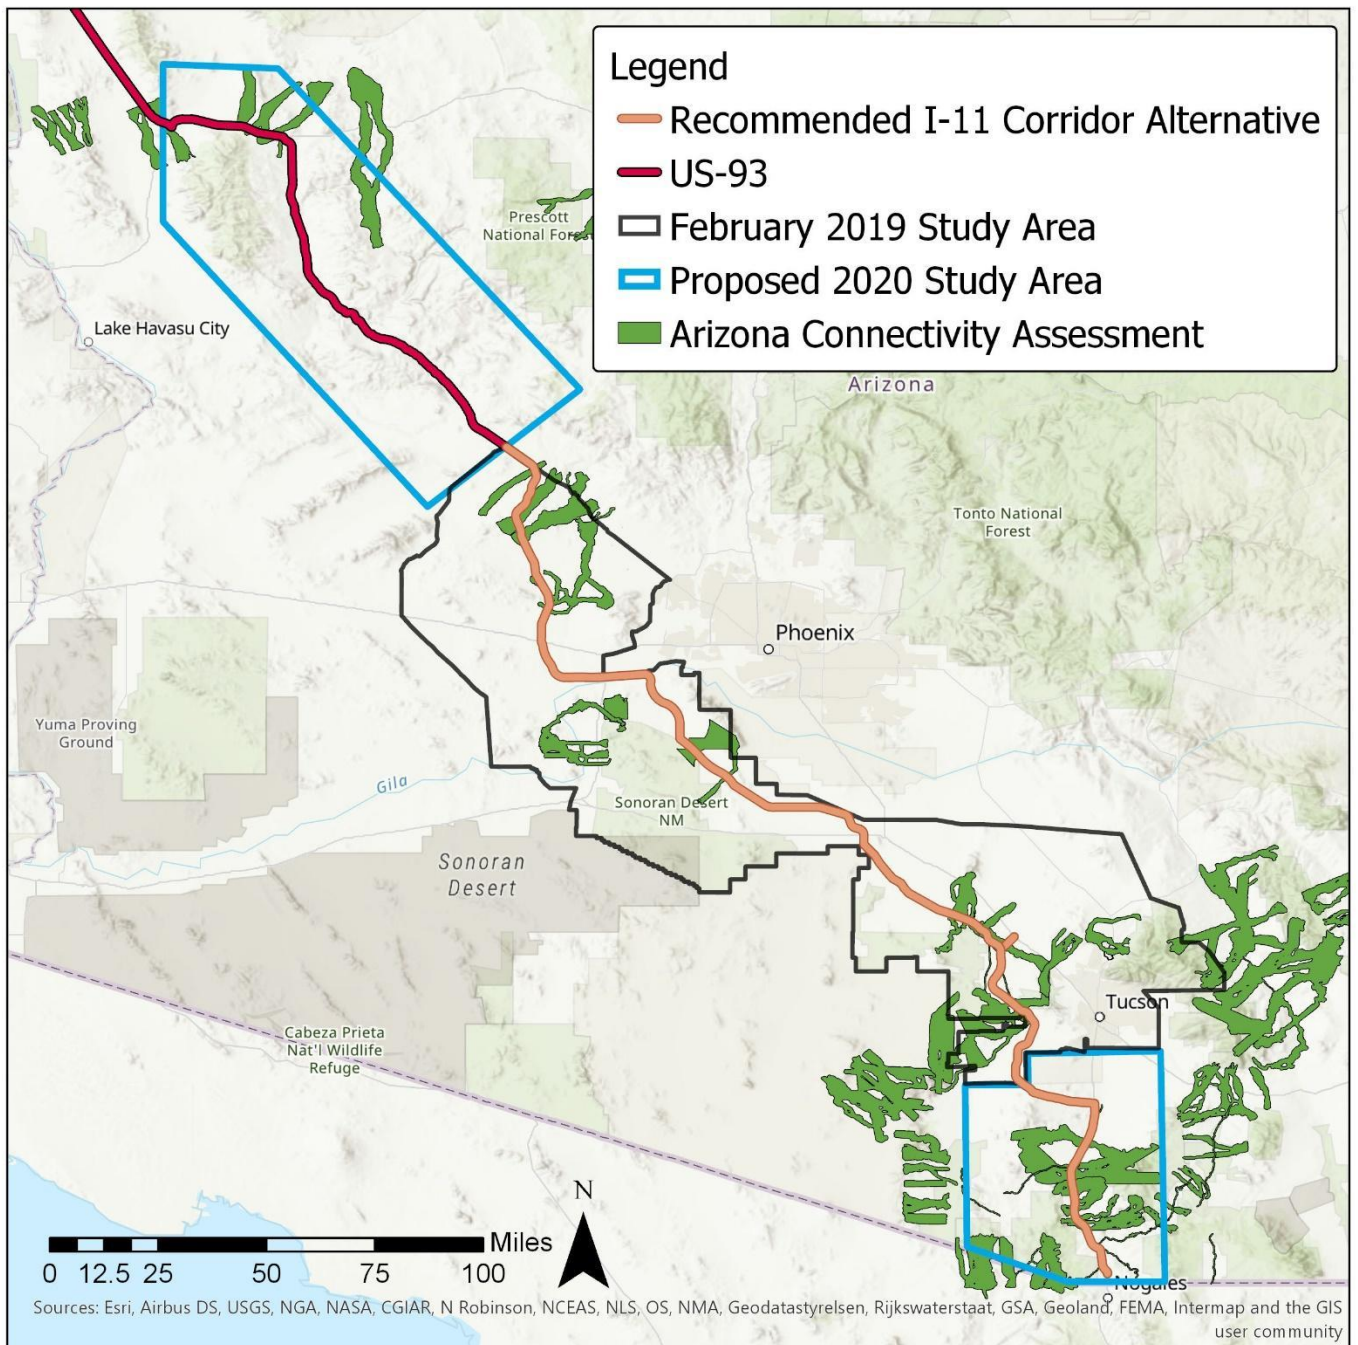 Legend
Recommended I-11 Corridor Alternative
US-93
February 2019 Study Area
Proposed 2020 Study Area
Arizona Connectivity Assessment
Prescott
National Forest
Lake Havasu City
Arizona
Tonto National
Forest
Phoenix
Yuma Proving
Ground
Gila
Sonoran Desert
NM
Sonoran
Desert
Tucson
Cabeza Prieta
Nat'l Wildlife
Refuge
N
Miles
0 12.5 25 50 75 100
Nogales
Sources: Esri, Airbus DS, USGS, NGA, NASA, CGIAR, N Robinson, NCEAS, NLS, OS, NMA, Geodatastyrelsen, Rijkswaterstaat, GSA, Geoland, FEMA, Intermap and the GIS
user community